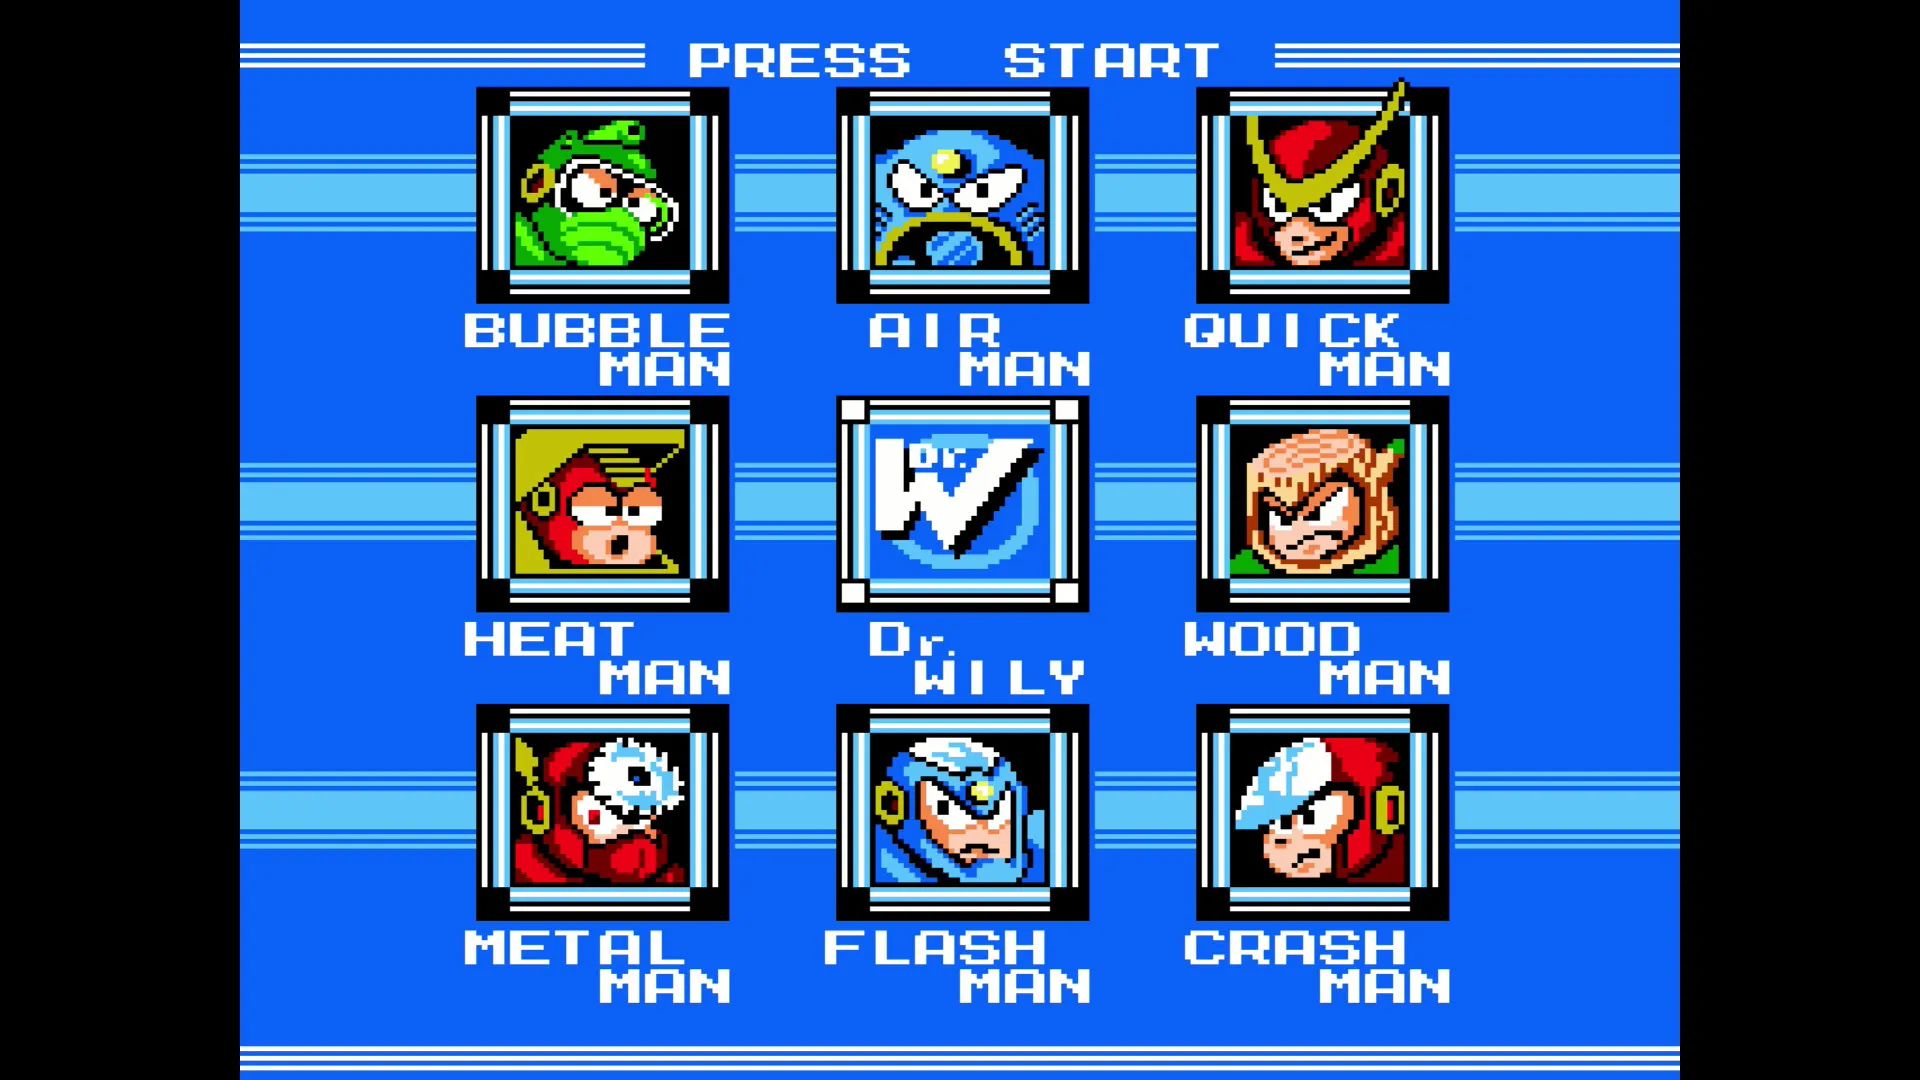 PRESS START
BUBBLE
MAN
AIR
MAN
QUICK
MAN
Dr.
W
HEAT
MAN
Dr.
WILY
WOOD
MAN
METAL
MAN
FLASH
MAN
CRASH
MAN